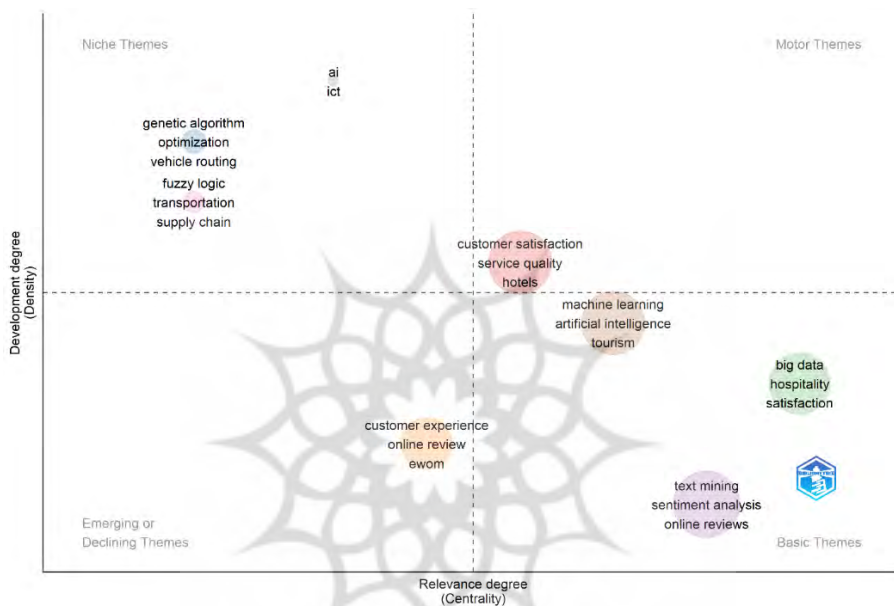 Niche Themes
Motor Themes
ai
ict
genetic algorithm
optimization
vehicle routing
fuzzy logic
transportation
supply chain
customer satisfaction
service quality
hotels
machine learning
artificial intelligence
tourism
big data
hospitality
satisfaction
customer experience
online review
ewom
text mining
sentiment analysis
online reviews
Emerging or
Declining Themes
Basic Themes
Development degree
(Density)
Relevance degree
(Centrality)